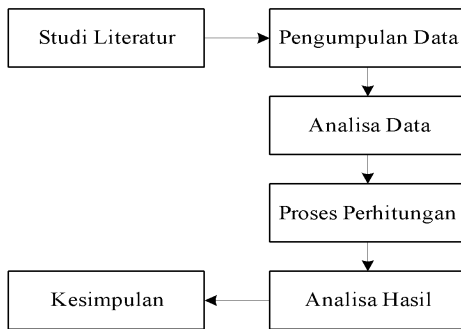 Studi Literatur
Pengumpulan Data
Analisa Data
Proses Perhitungan
Analisa Hasil
Kesimpulan